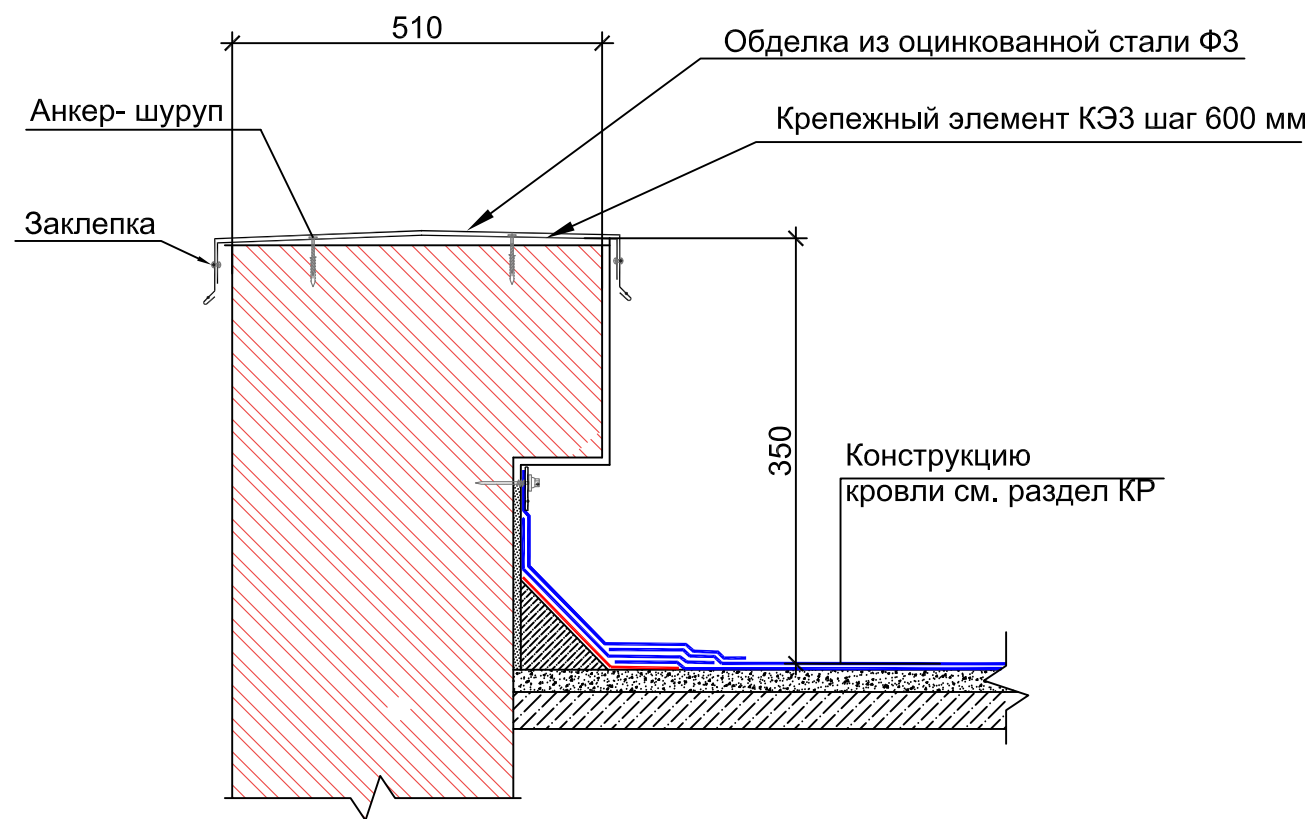 510
Обделка из оцинкованной стали Ф3
Анкер- шуруп
Крепежный элемент КЭ3 шаг 600 мм
Заклепка
350
Конструкцию
кровли см. раздел КР